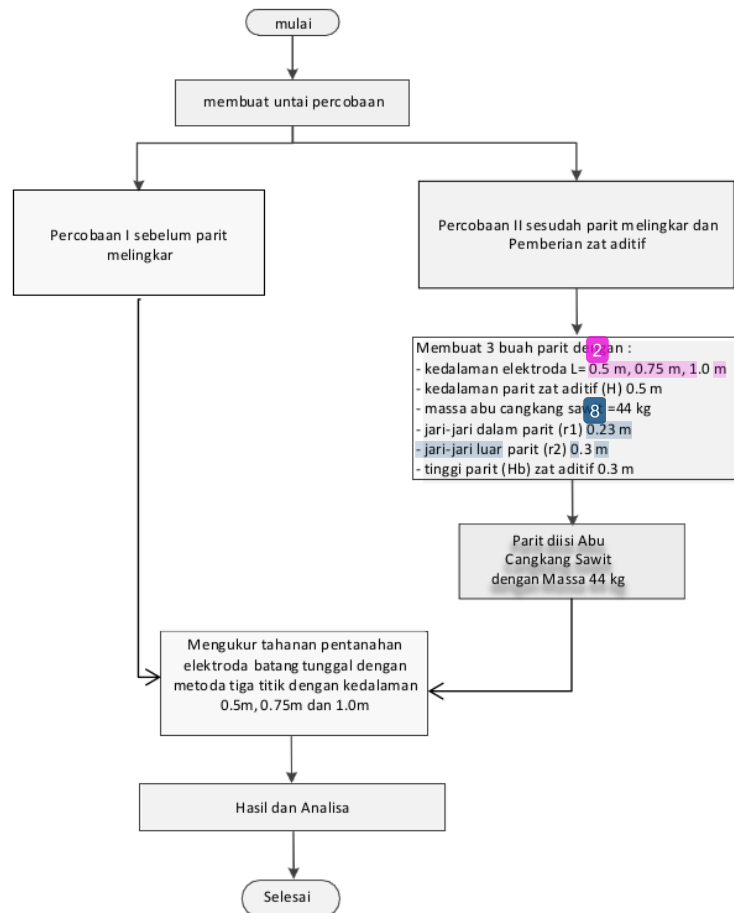 mulai
membuat untai percobaan
Percobaan I sebelum parit
melingkar
Percobaan II sesudah parit melingkar dan
Pemberian zat aditif
Membuat 3 buah parit dengan :
2
- kedalaman elektroda L= 0.5 m, 0.75 m, 1.0 m
- kedalaman parit zat aditif (H) 0.5 m
- massa abu cangkang sawit =44 kg
8
- jari-jari dalam parit (r1) 0.23 m
- jari-jari luar parit (r2) 0.3 m
- tinggi parit (Hb) zat aditif 0.3 m
Parit diisi Abu
Cangkang Sawit
dengan Massa 44 kg
Mengukur tahanan pentanahan
elektroda batang tunggal dengan
metoda tiga titik dengan kedalaman
0.5m, 0.75m dan 1.0m
Hasil dan Analisa
Selesai